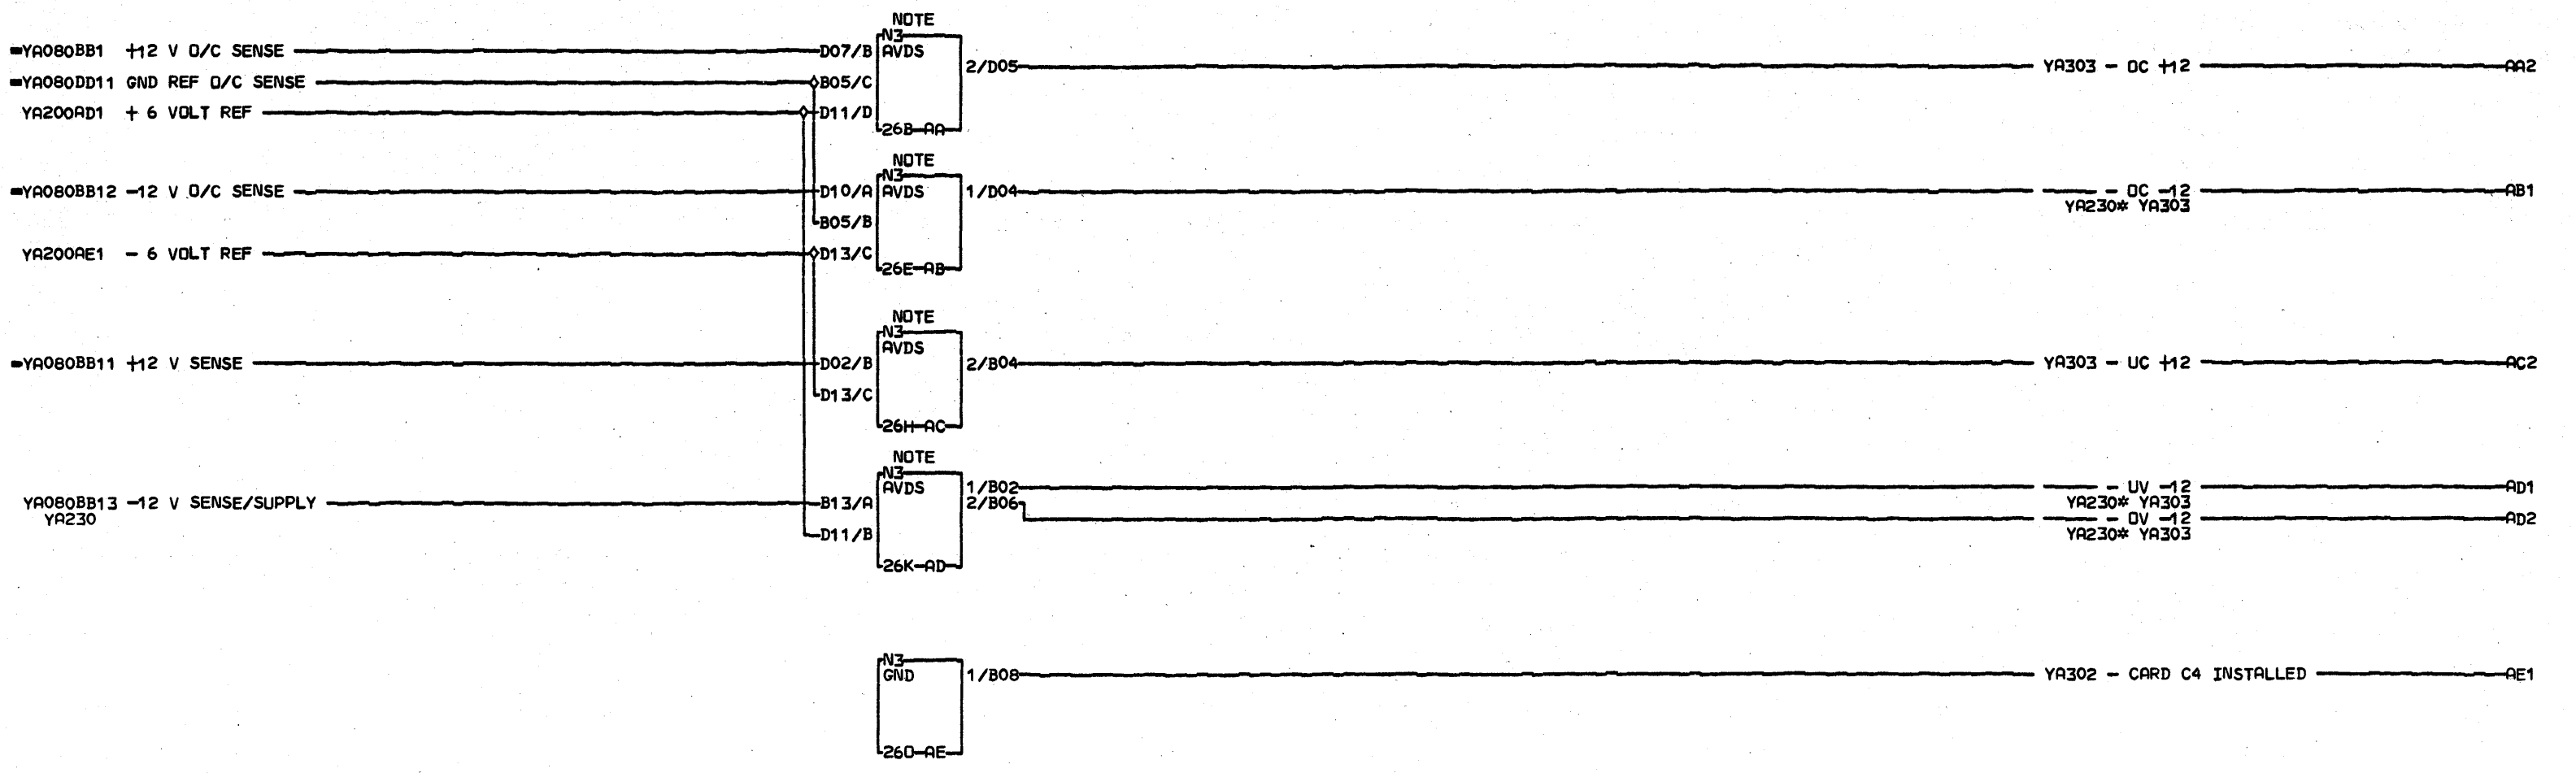 NOTE
N3
YA080BB1 +12 V O/C SENSE D07/B AVDS
2/D05 YA303 - OC +12 AA2
YA080DD11 GND REF O/C SENSE B05/C
YA200AD1 + 6 VOLT REF D11/D
26B-AA
NOTE
N3
YA080BB12 -12 V O/C SENSE D10/A AVDS 1/D04 - OC -12 AB1
YA230* YA303
B05/B
YA200AE1 - 6 VOLT REF D13/C
26E-AB
NOTE
N3
AVDS
YA080BB11 +12 V SENSE D02/B 2/B04 YA303 - UC +12 AC2
D13/C
26H-AC
NOTE
N3
AVDS 1/B02 - UV -12 AD1
YA080BB13 -12 V SENSE/SUPPLY B13/A 2/B06 YA230* YA303
YA230 - OV -12 AD2
D11/B YA230* YA303
26K-AD
N3
GND 1/B08 YA302 - CARD C4 INSTALLED AE1
26O-AE